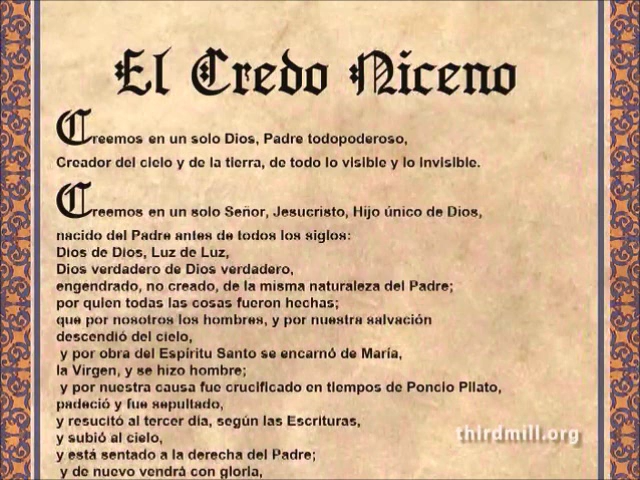 El Credo Niceno
Creemos en un solo Dios, Padre todopoderoso,
Creador del cielo y de la tierra, de todo lo visible y lo invisible.
Creemos en un solo Señor, Jesucristo, Hijo único de Dios,
nacido del Padre antes de todos los siglos:
Dios de Dios, Luz de Luz,
Dios verdadero de Dios verdadero,
engendrado, no creado, de la misma naturaleza del Padre;
por quien todas las cosas fueron hechas;
que por nosotros los hombres, y por nuestra salvación
descendió del cielo,
y por obra del Espíritu Santo se encarnó de María,
la Virgen, y se hizo hombre;
y por nuestra causa fue crucificado en tiempos de Poncio Pilato,
padeció y fue sepultado,
y resucitó al tercer día, según las Escrituras,
y subió al cielo,
y está sentado a la derecha del Padre;
y de nuevo vendrá con gloria,
thirdmill.org